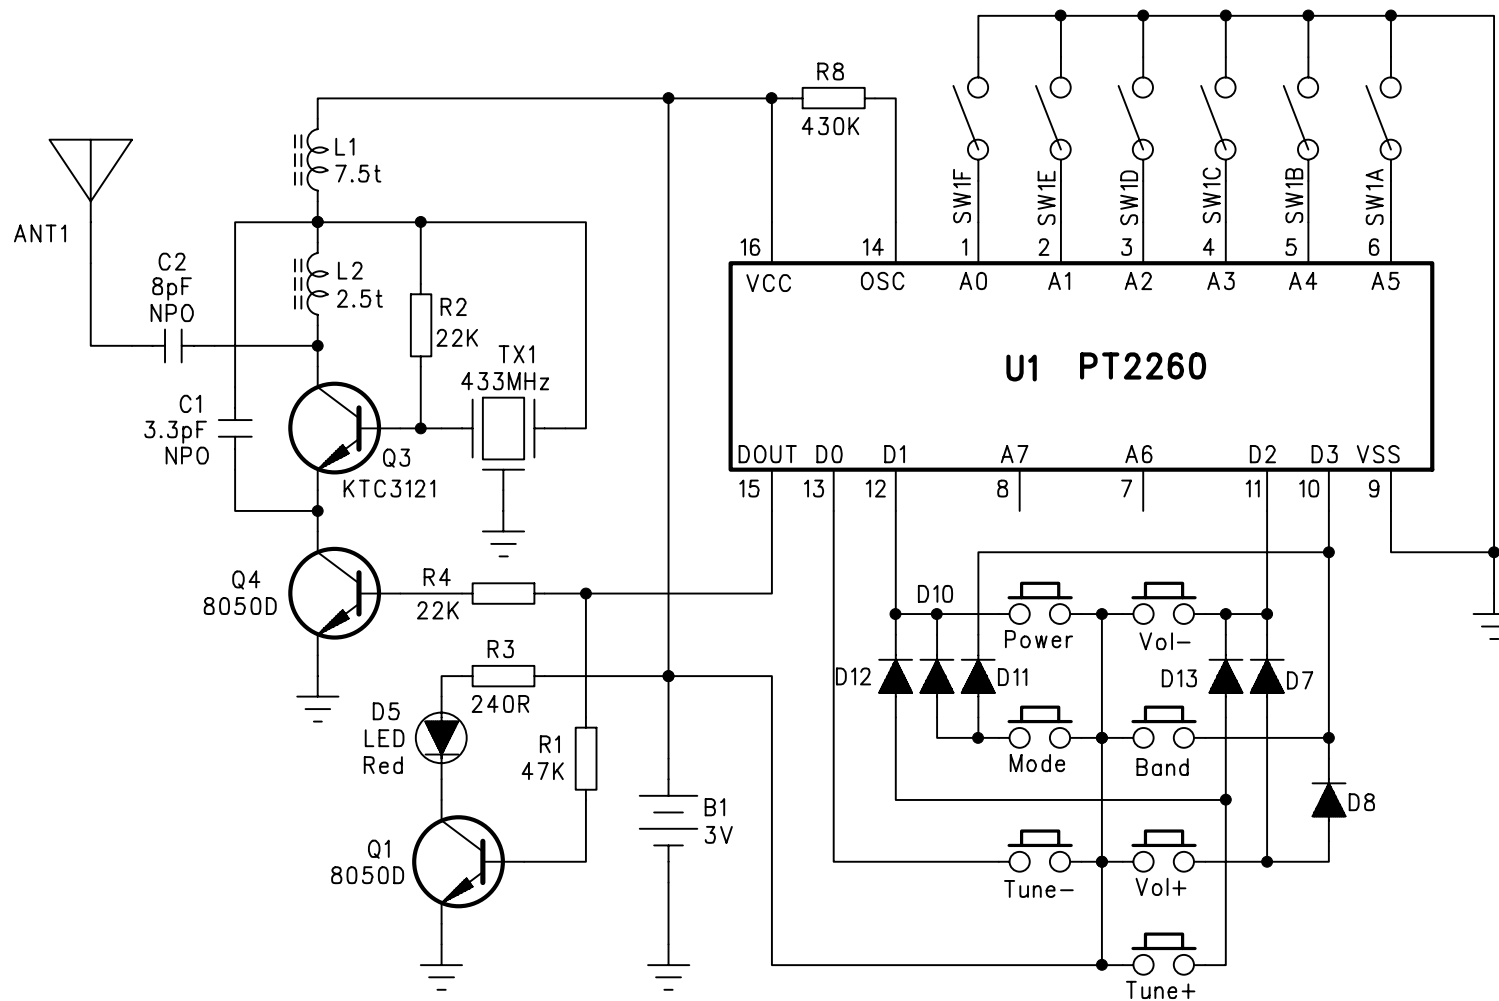 R8
430K
L1
7.5t
ANT1
C2
8pF
NPO
L2
2.5t
R2
22K
TX1
433MHz
C1
3.3pF
NPO
Q3
KTC3121
Q4
8050D
R4
22K
R3
240R
D5
LED
Red
R1
47K
Q1
8050D
B1
3V
SW1F
SW1E
SW1D
SW1C
SW1B
SW1A
16
14
1
2
3
4
5
6
VCC
OSC
A0
A1
A2
A3
A4
A5
U1 PT2260
DOUT
D0
D1
A7
A6
D2
D3
VSS
15
13
12
8
7
11
10
9
D10
Power
Vol-
D12
D11
D13
D7
Mode
Band
D8
Tune-
Vol+
Tune+